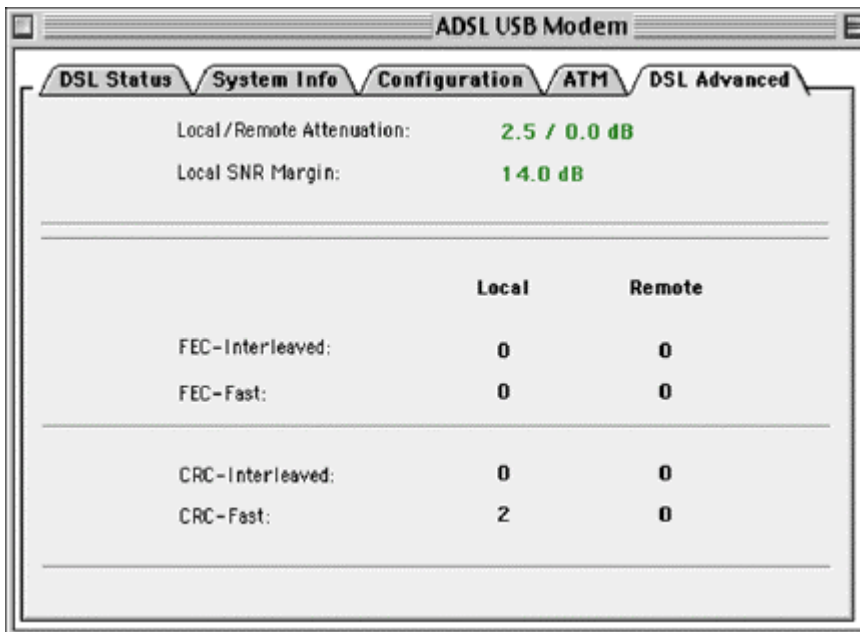 ADSL USB Modem
DSL Status System Info Configuration ATM DSL Advanced
Local/Remote Attenuation: 2.5 / 0.0 dB
Local SNR Margin: 14.0 dB
Local Remote
FEC-Interleaved: 0 0
FEC-Fast: 0 0
CRC-Interleaved: 0 0
CRC-Fast: 2 0